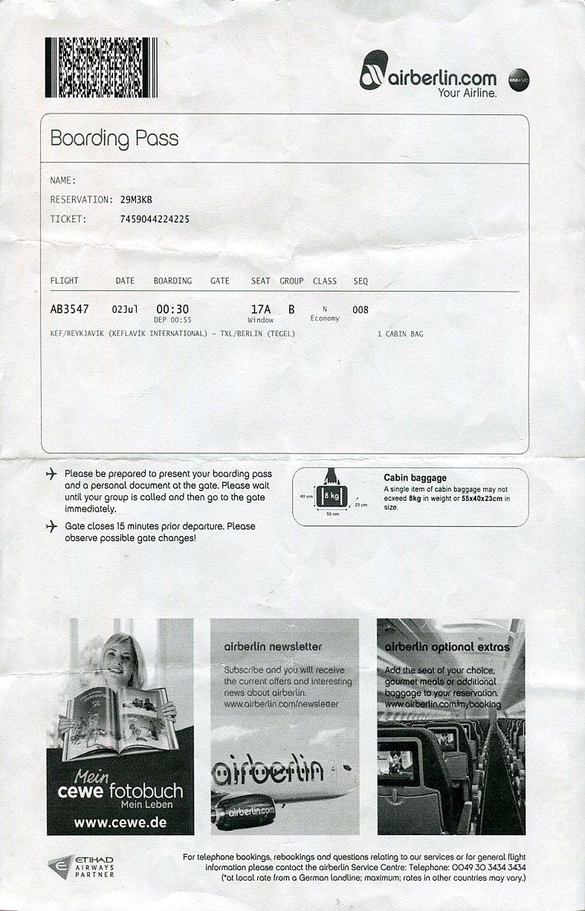 airberlin.com
Your Airline.
oneworld
Boarding Pass
NAME:
RESERVATION: 29M3KB
TICKET: 7459044224225
FLIGHT DATE BOARDING GATE SEAT GROUP CLASS SEQ
AB3547 02Jul 00:30 17A B N 008
DEP 00:55 Window Economy
KEF/REYKJAVIK (KEFLAVIK INTERNATIONAL) - TXL/BERLIN (TEGEL) 1 CABIN BAG
Please be prepared to present your boarding pass
and a personal document at the gate. Please wait
until your group is called and then go to the gate
immediately.
Gate closes 15 minutes prior departure. Please
observe possible gate changes!
8 kg
40 cm
23 cm
55 cm
Cabin baggage
A single item of cabin baggage may not
ecxeed 8kg in weight or 55x40x23cm in
size.
Mein
cewe fotobuch
Mein Leben
www.cewe.de
airberlin newsletter
Subscribe and you will receive
the current offers and interesting
news about airberlin.
www.airberlin.com/newsletter
airberlin
airberlin.com
airberlin optional extras
Add the seat of your choice,
gourmet meals or additional
baggage to your reservation.
www.airberlin.com/mybooking
ETIHAD
AIRWAYS
PARTNER
For telephone bookings, rebookings and questions relating to our services or for general flight
information please contact the airberlin Service Centre: Telephone: 0049 30 3434 3434
(*at local rate from a German landline; maximum; rates in other countries may vary.)